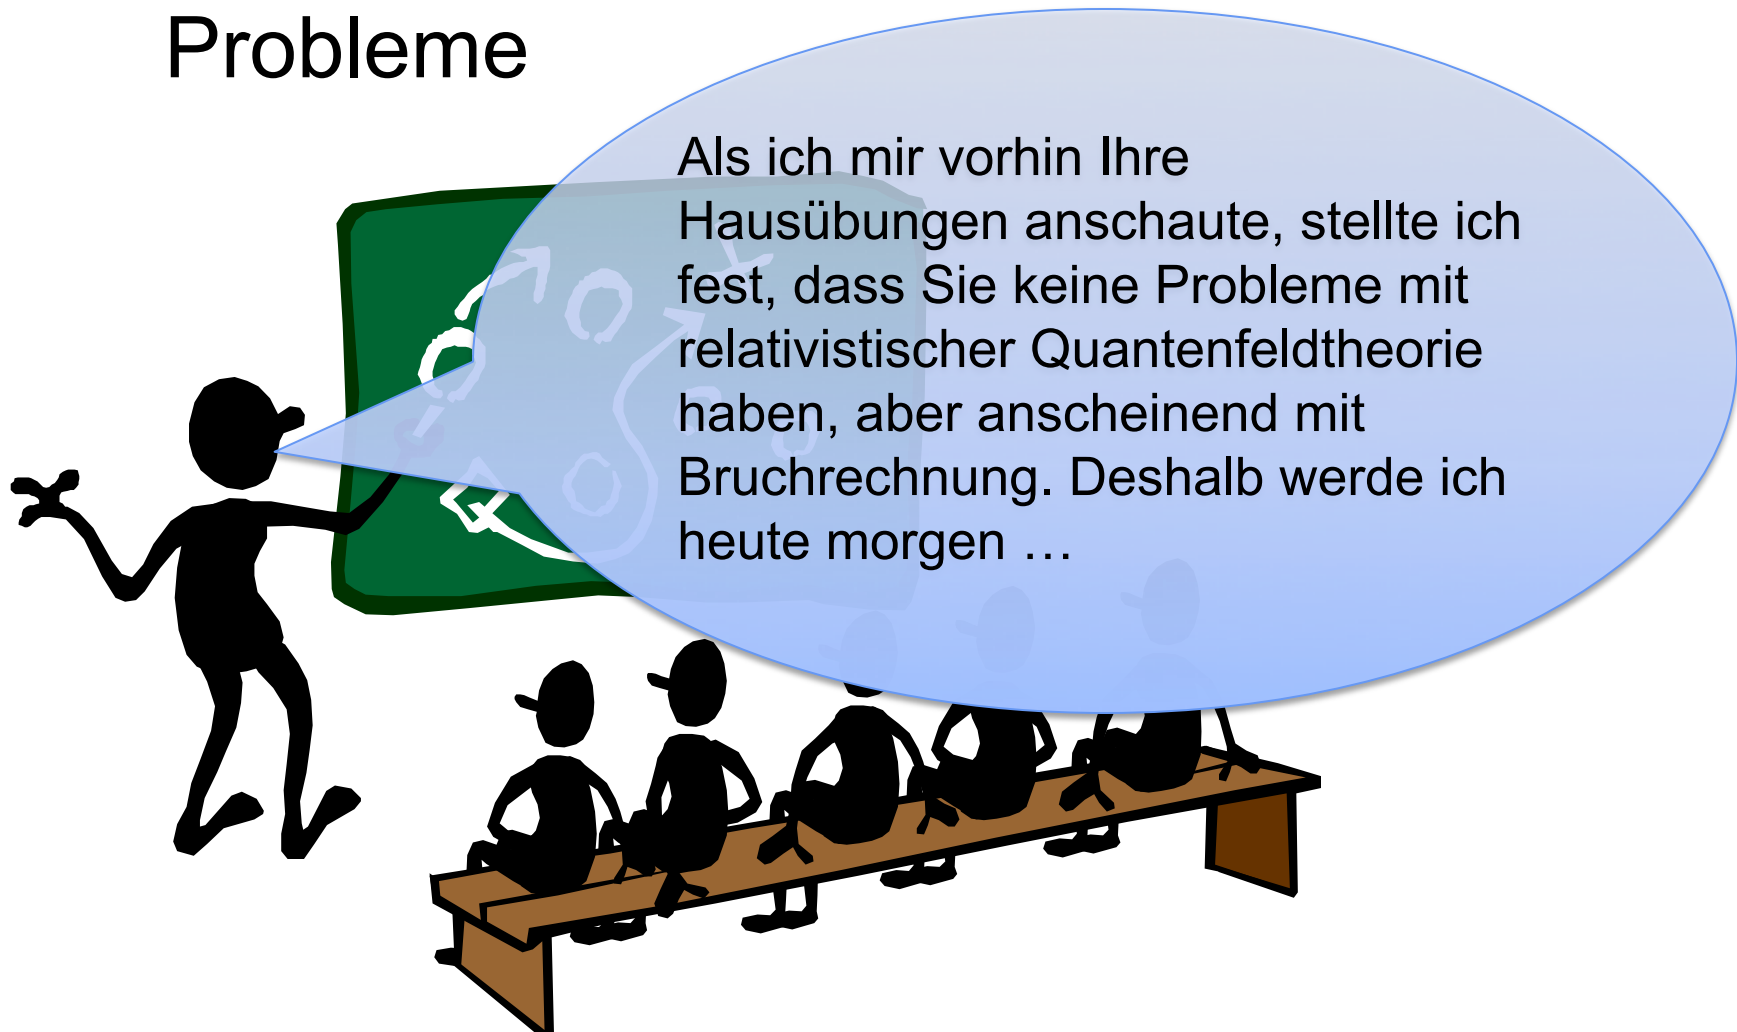 Probleme
Als ich mir vorhin Ihre
Hausübungen anschaute, stellte ich
fest, dass Sie keine Probleme mit
relativistischer Quantenfeldtheorie
haben, aber anscheinend mit
Bruchrechnung. Deshalb werde ich
heute morgen …